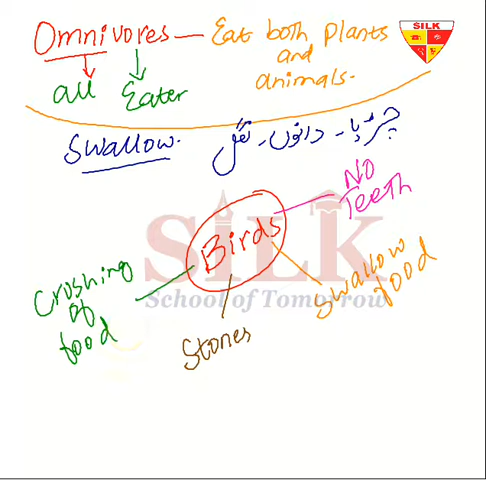 Omnivores — Eat both Plants
and
animals.
all Eater
SILK
Swallow.
چڑیا - دانوں - نگل
Birds
NO
Teeth
Swallow
food
Stones
Crushing
of
food
SILK
School of Tomorrow